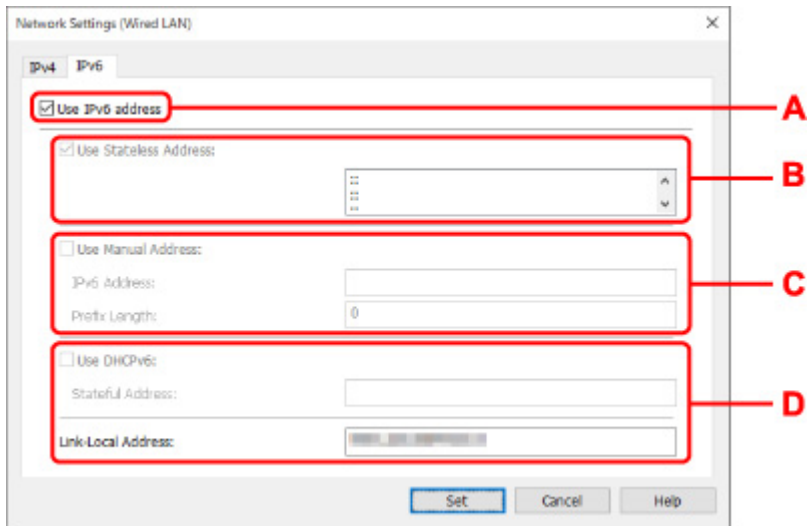 Network Settings (Wired LAN)
IPv4 IPv6
Use IPv6 address
A
Use Stateless Address:
::
::
::
B
Use Manual Address:
IPv6 Address:
Prefix Length: 0
C
Use DHCPv6:
Stateful Address:
D
Link-Local Address:
Set Cancel Help